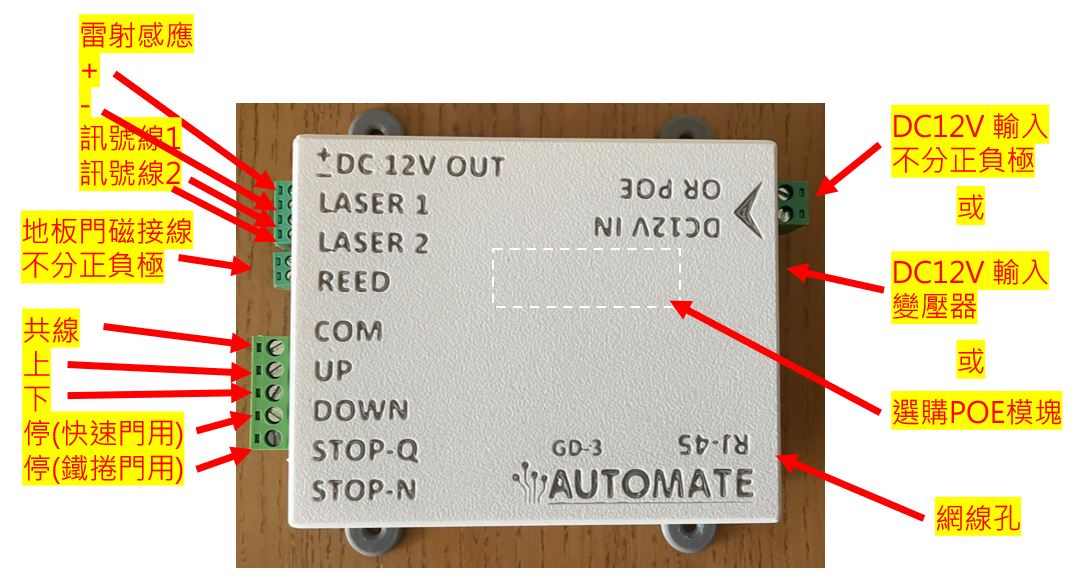 雷射感應
+
-
訊號線1
訊號線2
地板門磁接線
不分正負極
共線
上
下
停(快速門用)
停(鐵捲門用)
+
-DC 12V OUT
LASER 1
LASER 2
REED
COM
UP
DOWN
STOP-Q
STOP-N
DC12V IN
OR POE
RJ-45
GD-3
AUTOMATE
DC12V 輸入
不分正負極
或
DC12V 輸入
變壓器
或
選購POE模塊
網線孔